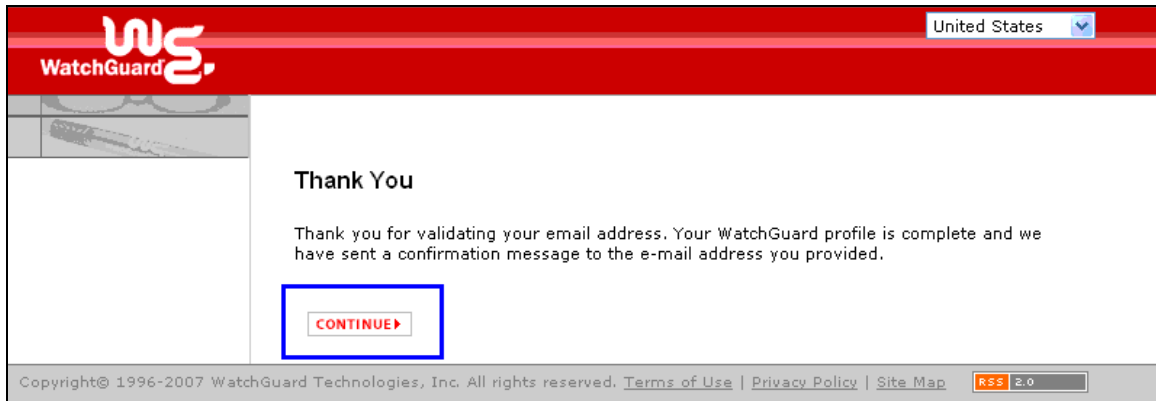 United States
WatchGuard
Thank You
Thank you for validating your email address. Your WatchGuard profile is complete and we
have sent a confirmation message to the e-mail address you provided.
CONTINUE
Copyright© 1996-2007 WatchGuard Technologies, Inc. All rights reserved. Terms of Use | Privacy Policy | Site Map RSS 2.0